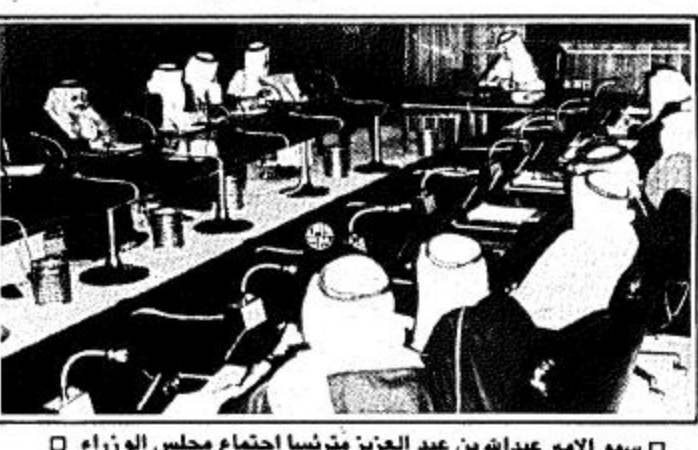 □ سمو الامير عبدالله بن عبد العزيز مترئسا اجتماع مجلس الوزراء □